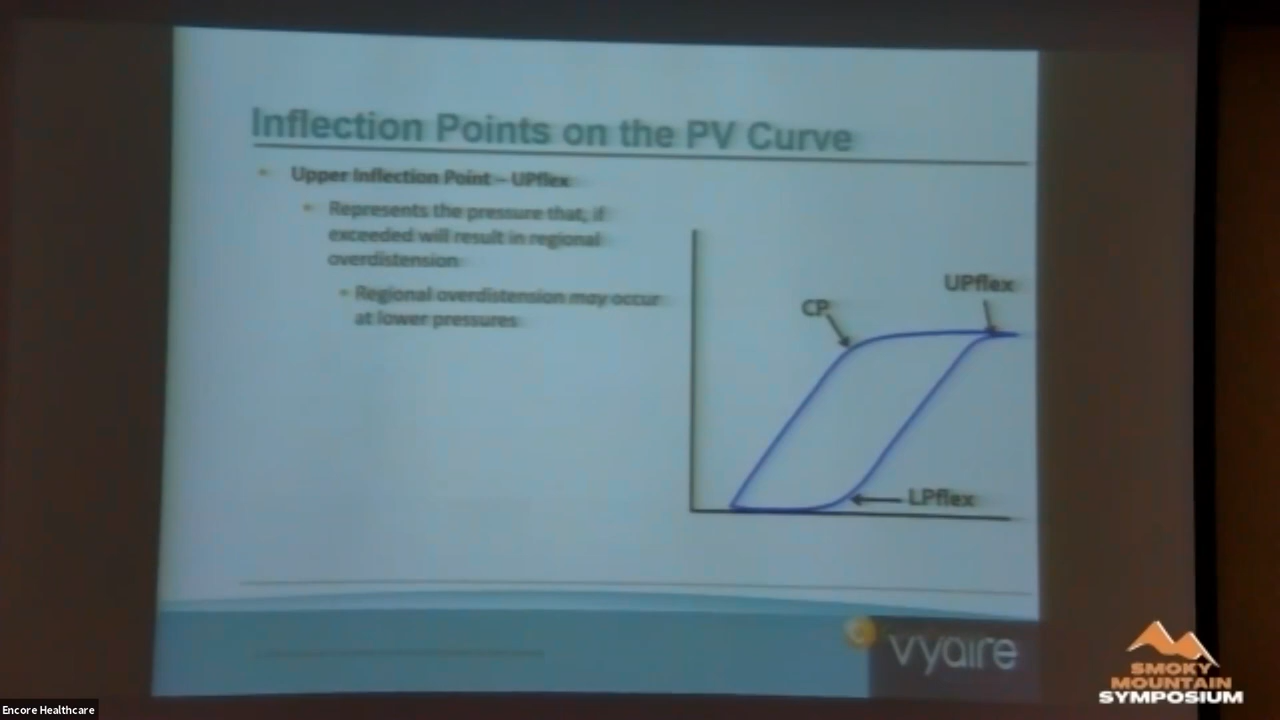 Inflection Points on the PV Curve
Upper Inflection Point – UPflex
Represents the pressure that, if
exceeded will result in regional
overdistension
Regional overdistension may occur
at lower pressures
UPflex
CP
LPflex
vyaire
SMOKY
MOUNTAIN
SYMPOSIUM
Encore Healthcare